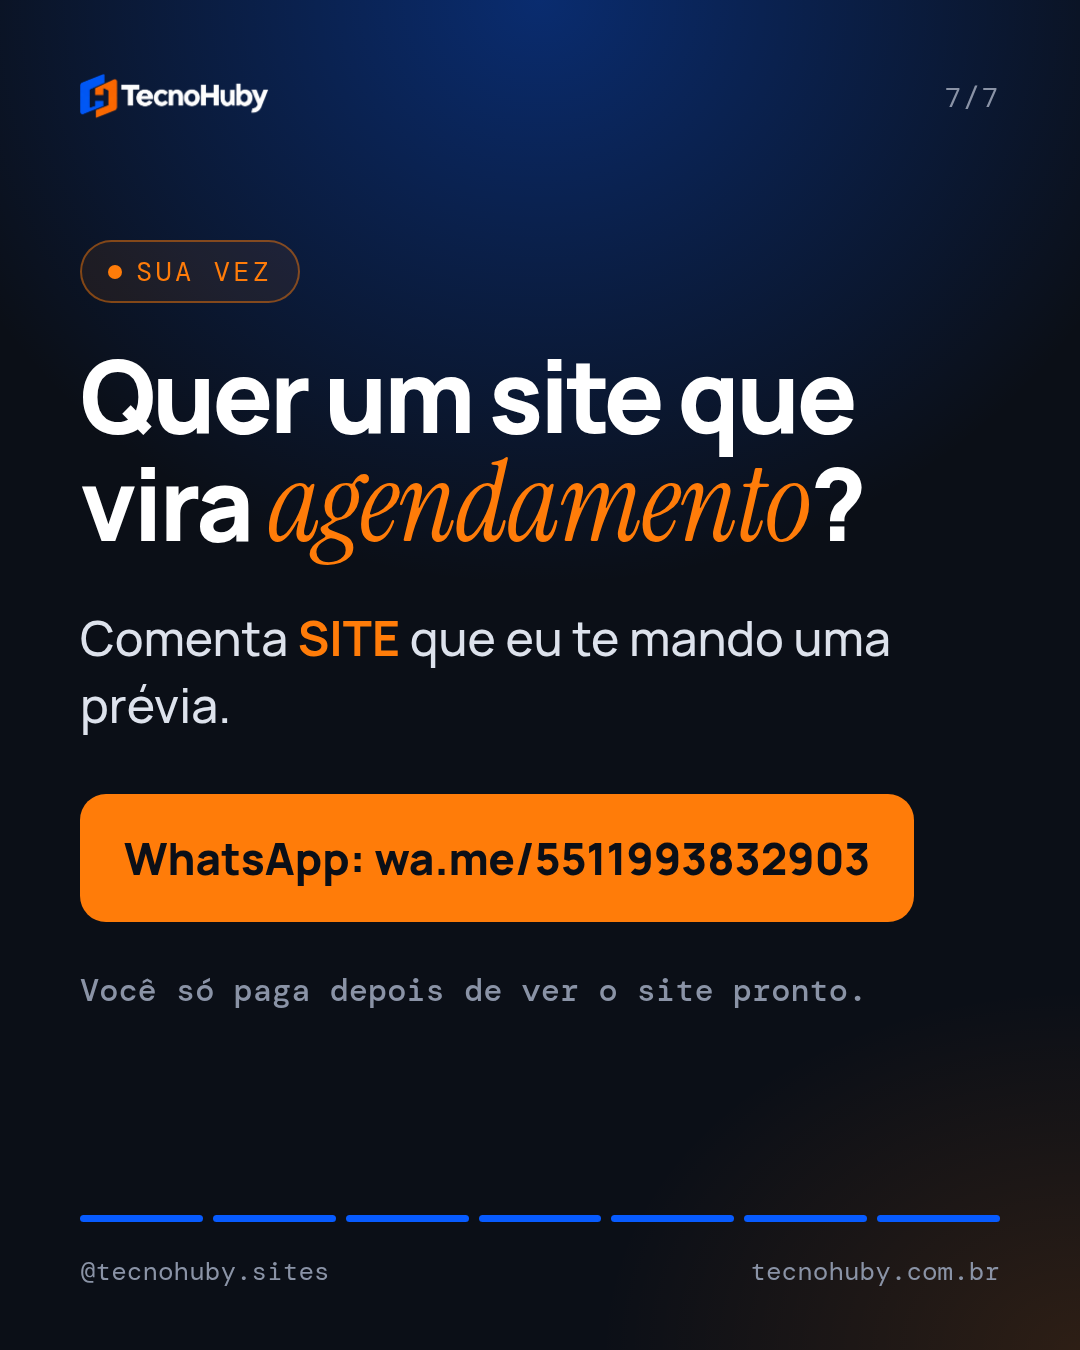 TecnoHuby
7/7
SUA VEZ
Quer um site que
vira agendamento?
Comenta SITE que eu te mando uma
prévia.
WhatsApp: wa.me/5511993832903
Você só paga depois de ver o site pronto.
@tecnohuby.sites
tecnohuby.com.br